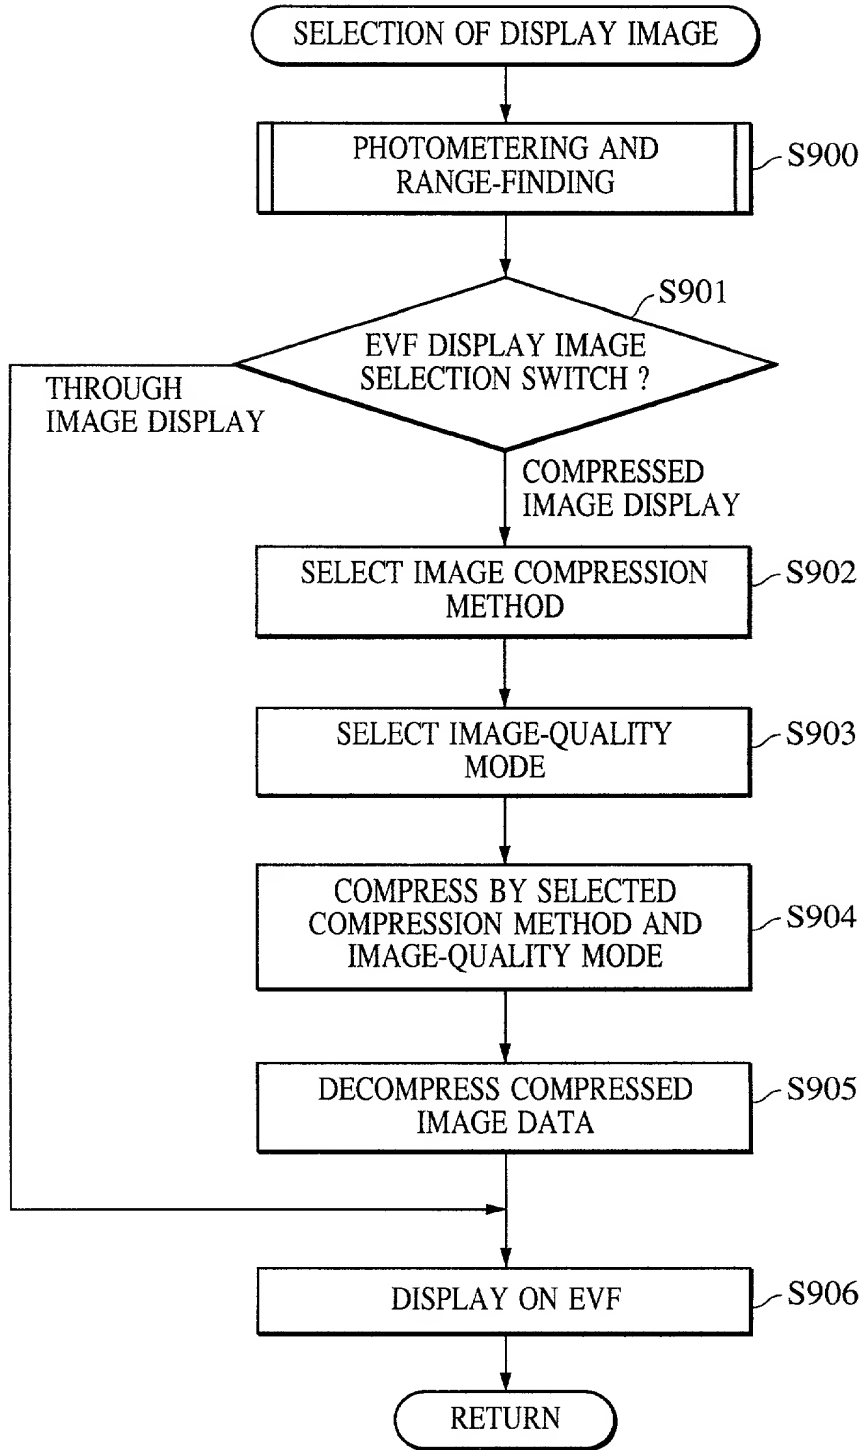 SELECTION OF DISPLAY IMAGE
PHOTOMETERING AND
RANGE-FINDING
S900
S901
EVF DISPLAY IMAGE
SELECTION SWITCH ?
THROUGH
IMAGE DISPLAY
COMPRESSED
IMAGE DISPLAY
SELECT IMAGE COMPRESSION
METHOD
S902
SELECT IMAGE-QUALITY
MODE
S903
COMPRESS BY SELECTED
COMPRESSION METHOD AND
IMAGE-QUALITY MODE
S904
DECOMPRESS COMPRESSED
IMAGE DATA
S905
DISPLAY ON EVF
S906
RETURN